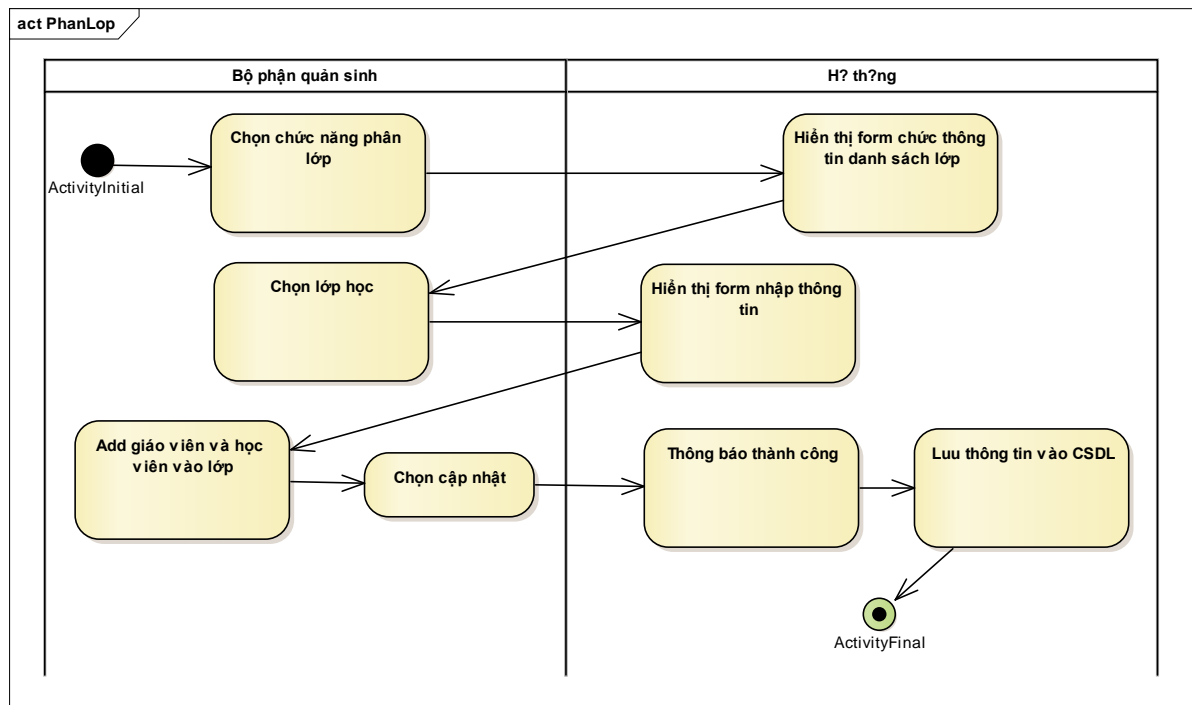 act PhanLop
Bộ phận quản sinh
H? th?ng
Chọn chức năng phân
lớp
Hiển thị form chức thông
tin danh sách lớp
ActivityInitial
Chọn lớp học
Hiển thị form nhập thông
tin
Add giáo viên và học
viên vào lớp
Chọn cập nhật
Thông báo thành công
Luu thông tin vào CSDL
ActivityFinal